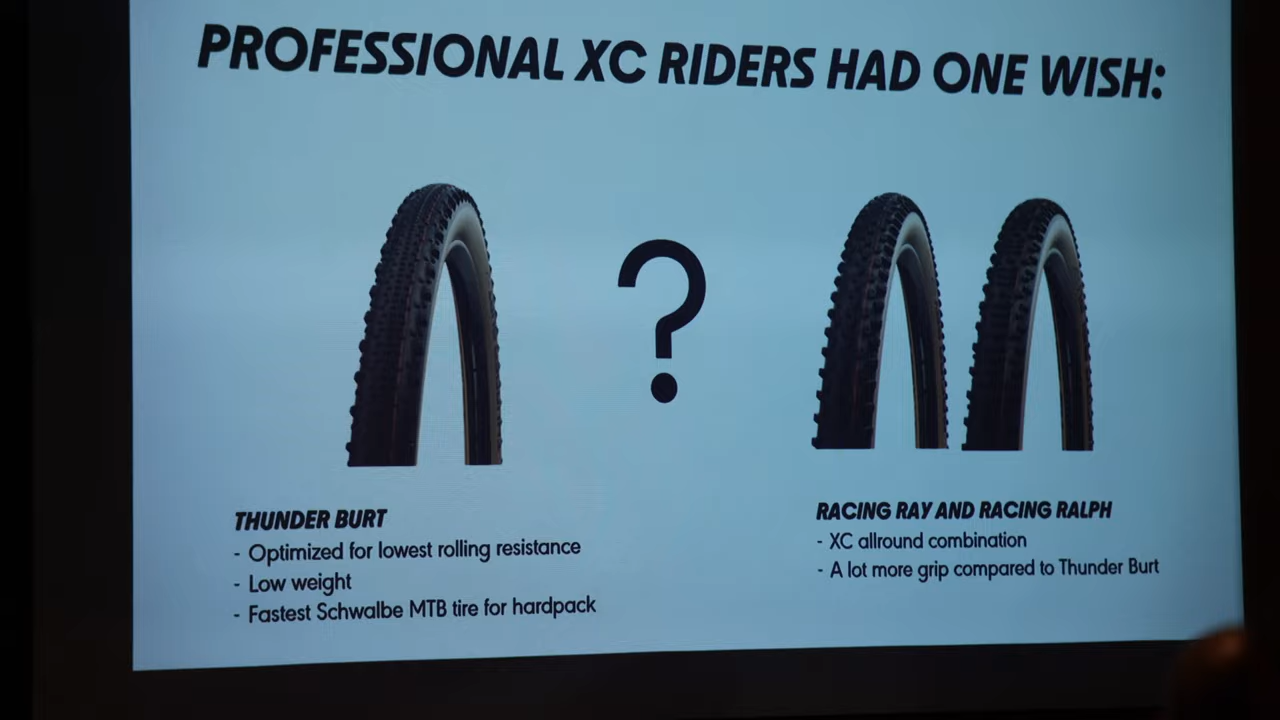 PROFESSIONAL XC RIDERS HAD ONE WISH:
?
THUNDER BURT
- Optimized for lowest rolling resistance
- Low weight
- Fastest Schwalbe MTB tire for hardpack
RACING RAY AND RACING RALPH
- XC allround combination
- A lot more grip compared to Thunder Burt